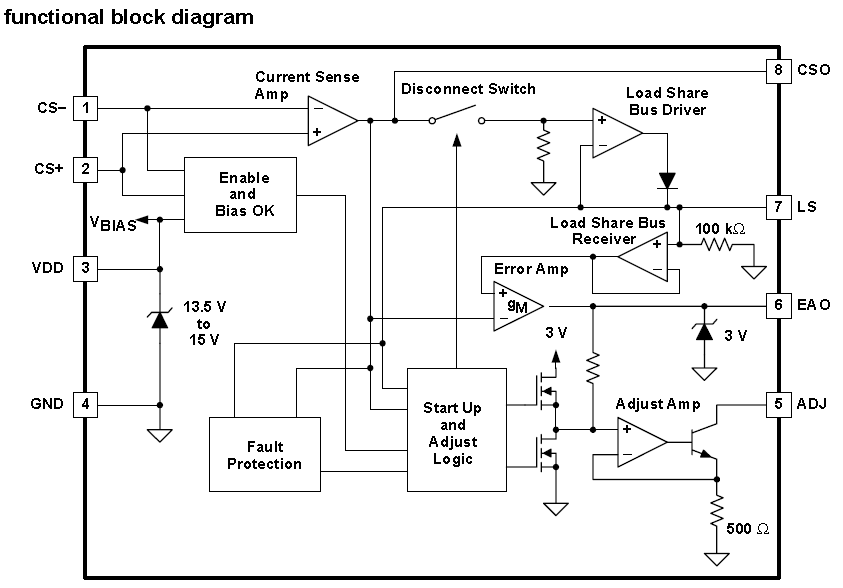 functional block diagram
Current Sense
Amp
Disconnect Switch
Load Share
Bus Driver
8
CSO
CS–
1
–
+
+
–
CS+
2
Enable
and
Bias OK
VBIAS
7
LS
Load Share Bus
Receiver
100 kΩ
+
–
VDD
3
Error Amp
+
gM
–
6
EAO
13.5 V
to
15 V
3 V
3 V
GND
4
Start Up
and
Adjust
Logic
Adjust Amp
5
ADJ
+
–
Fault
Protection
500 Ω